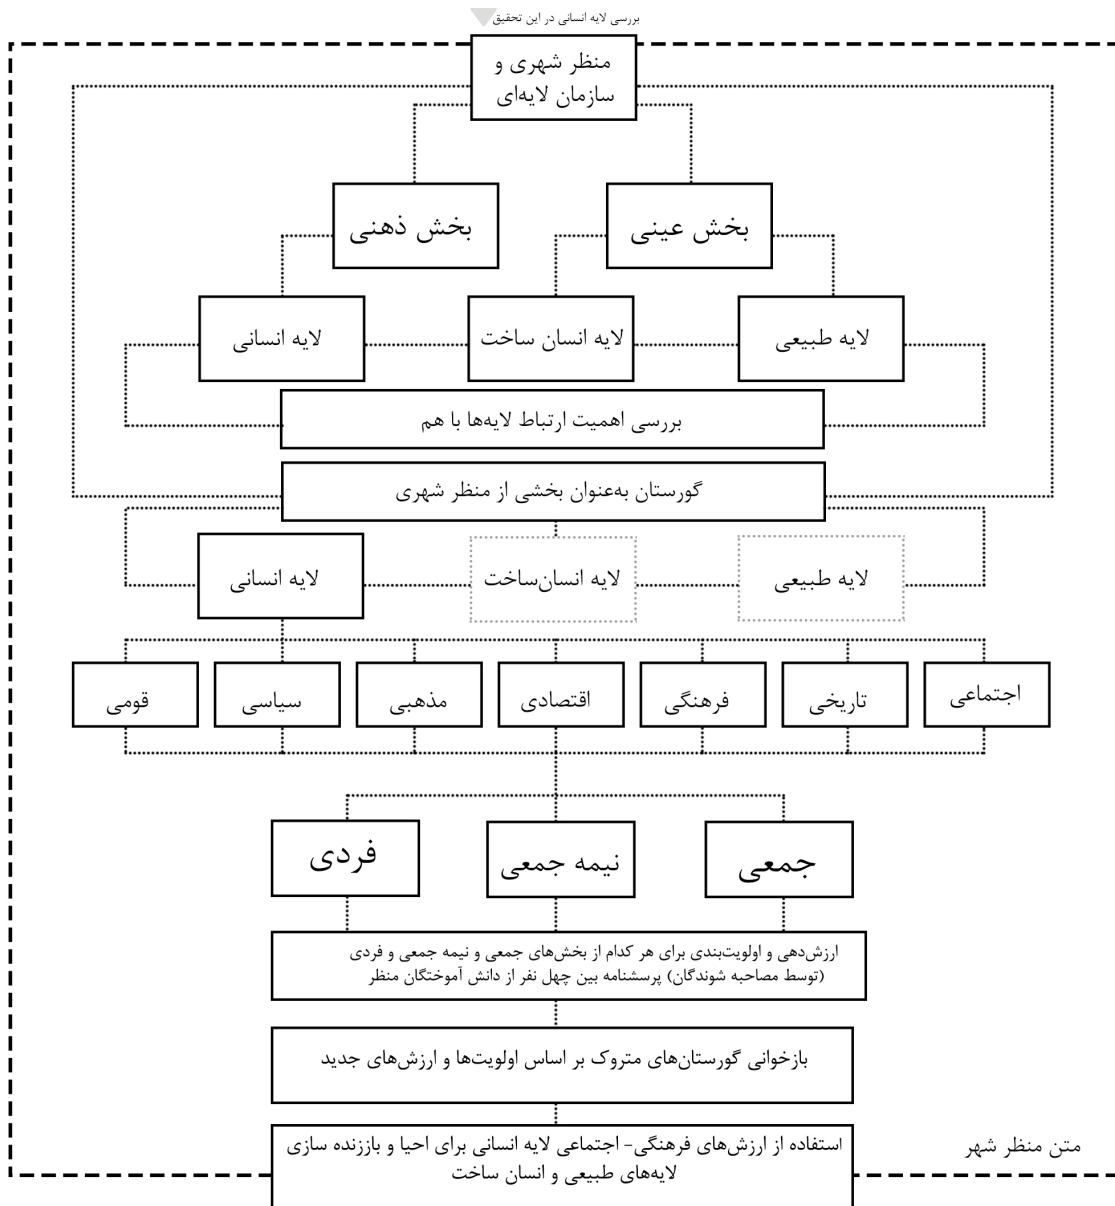 بررسی لایه انسانی در این تحقیق
منظر شهری و
سازمان لایه‌ای
بخش عینی
بخش ذهنی
لایه طبیعی
لایه انسان ساخت
لایه انسانی
بررسی اهمیت ارتباط لایه‌ها با هم
گورستان به‌عنوان بخشی از منظر شهری
لایه طبیعی
لایه انسان‌ساخت
لایه انسانی
اجتماعی
تاریخی
فرهنگی
اقتصادی
مذهبی
سیاسی
قومی
جمعی
نیمه جمعی
فردی
ارزش‌دهی و اولویت‌بندی برای هر کدام از بخش‌های جمعی و نیمه جمعی و فردی
(توسط مصاحبه شوندگان) پرسشنامه بین چهل نفر از دانش آموختگان منظر
بازخوانی گورستان‌های متروک بر اساس اولویت‌ها و ارزش‌های جدید
متن منظر شهر
استفاده از ارزش‌های فرهنگی- اجتماعی لایه انسانی برای احیا و باززنده سازی
لایه‌های طبیعی و انسان ساخت